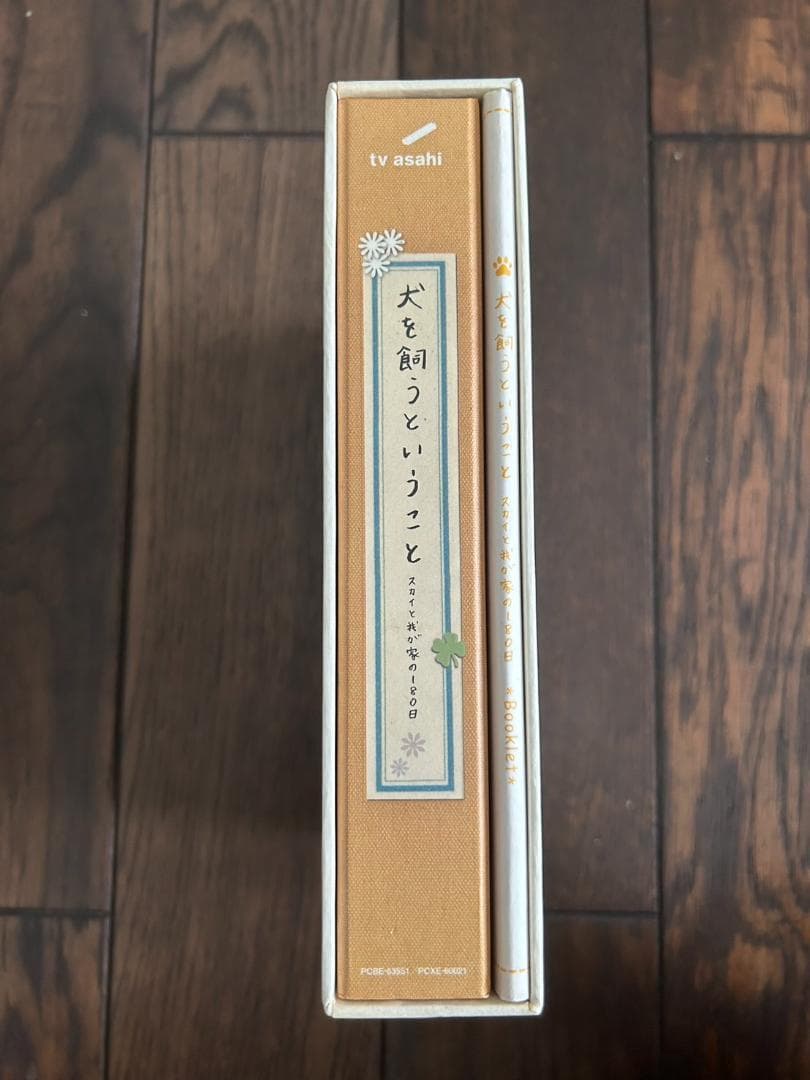 tv asahi
犬を飼うということ
スカイと我が家の180日
PCBE-63551 PCXE-60021
犬を飼うということ スカイと我が家の180日 *Booklet*